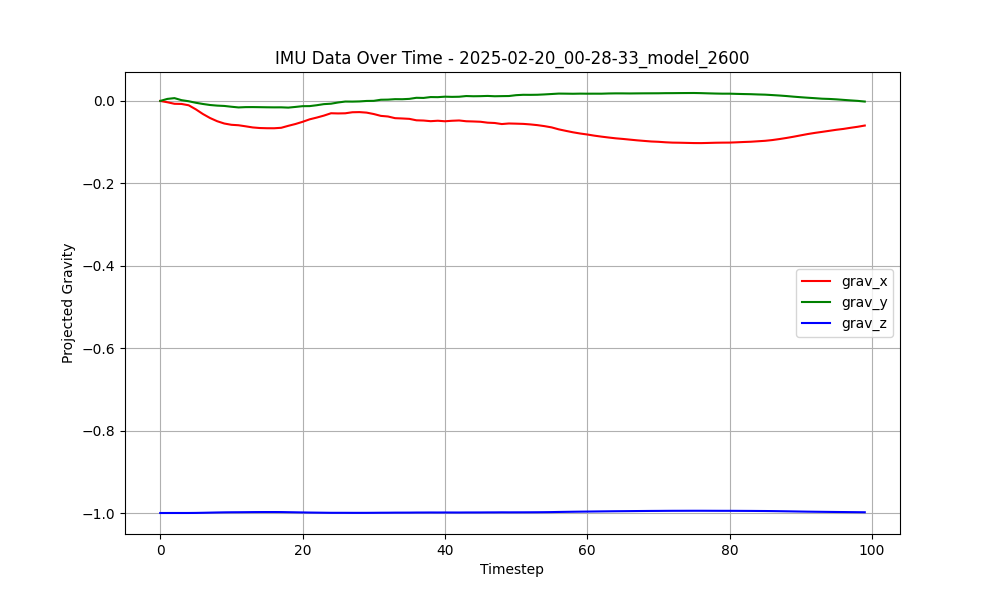 IMU Data Over Time - 2025-02-20_00-28-33_model_2600
Projected Gravity
0.0
−0.2
−0.4
−0.6
−0.8
−1.0
grav_x
grav_y
grav_z
0 20 40 60 80 100
Timestep